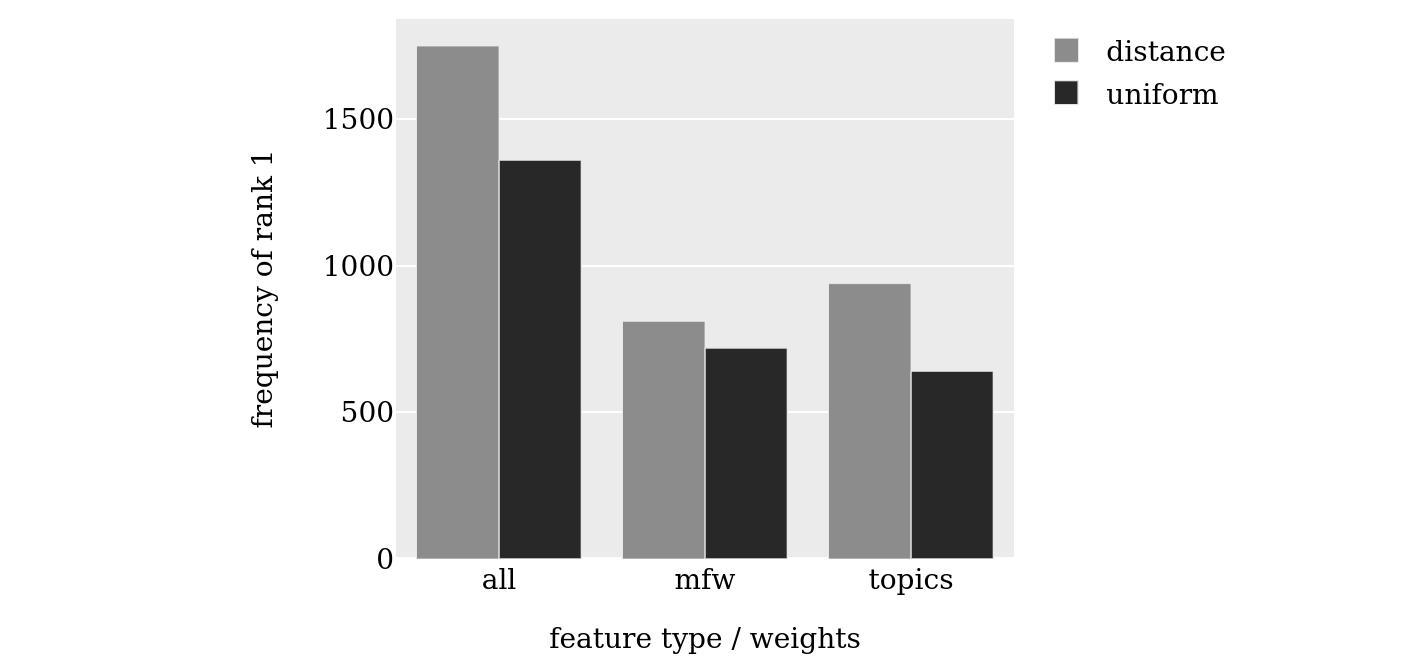 distance
uniform
1500
1000
500
0
frequency of rank 1
all mfw topics
feature type / weights